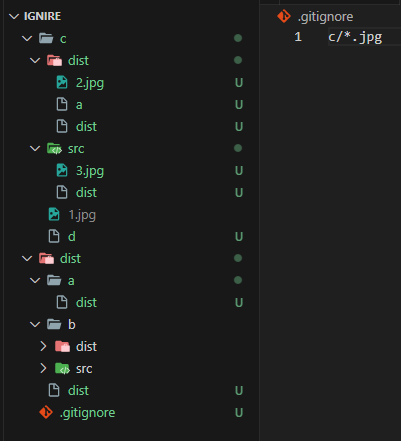 IGNIRE
c
dist
2.jpg U
a U
dist U
src
3.jpg U
dist U
1.jpg
d U
dist
a
dist U
b
dist
src
dist U
.gitignore U
.gitignore
1 c/*.jpg